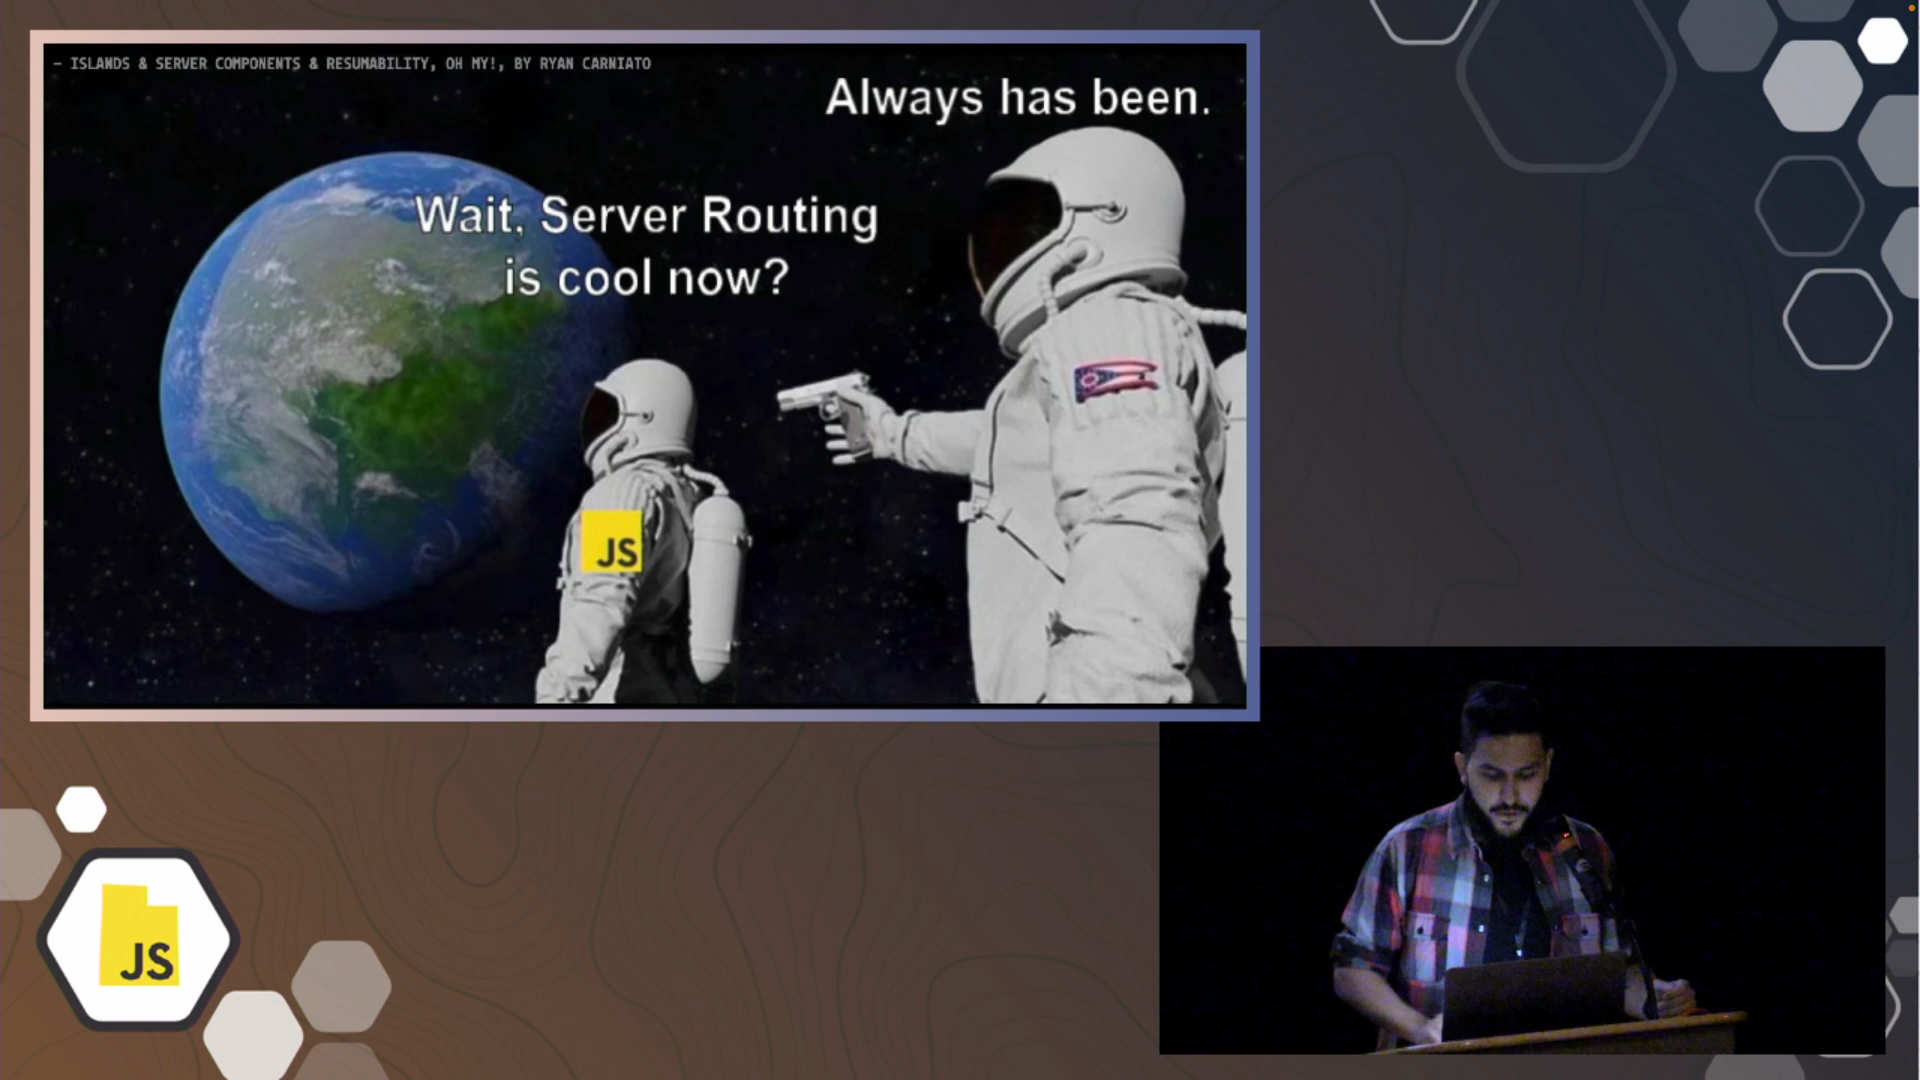 – ISLANDS & SERVER COMPONENTS & RESUMABILITY, OH MY!, BY RYAN CARNIATO
Always has been.
Wait, Server Routing
is cool now?
JS
JS